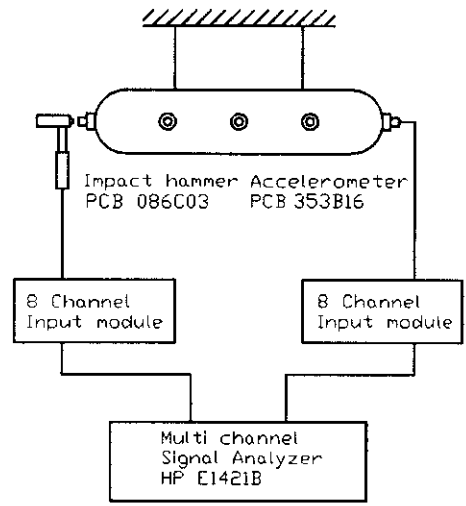 Impact hammer
PCB 086C03
Accelerometer
PCB 353B16
8 Channel
Input module
8 Channel
Input module
Multi channel
Signal Analyzer
HP E1421B